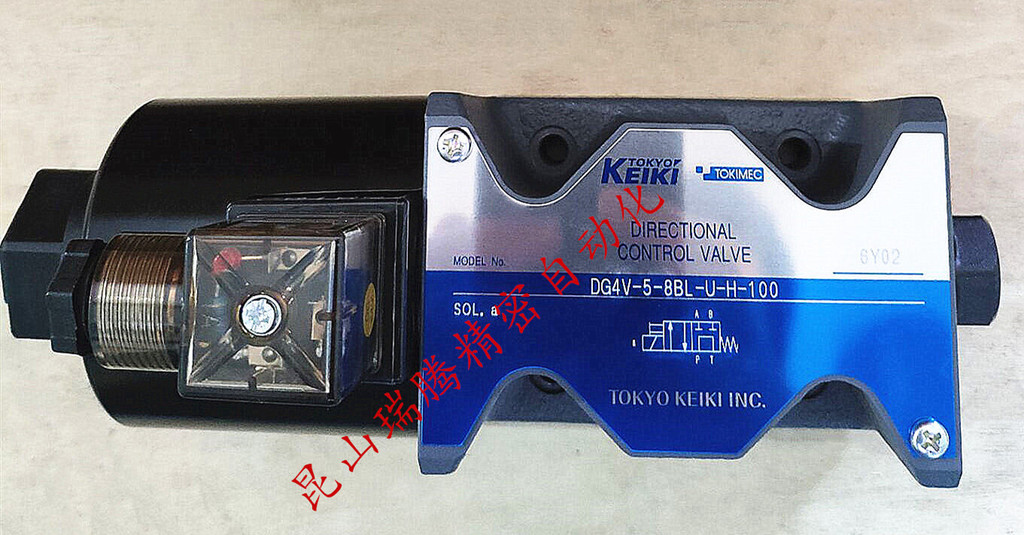 TOKYO
KEIKI
TOKIMEC
DIRECTIONAL
CONTROL VALVE
MODEL No.
6Y02
DG4V-5-8BL-U-H-100
SOL. a
A B
P T
TOKYO KEIKI INC.
昆山瑞腾精密自动化